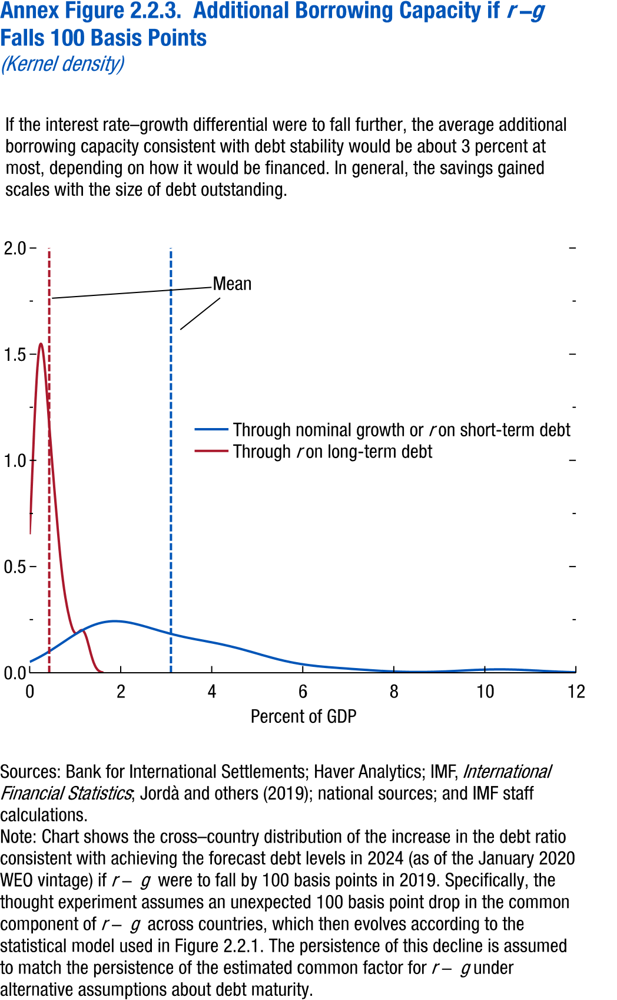 Annex Figure 2.2.3. Additional Borrowing Capacity if r – g
Falls 100 Basis Points
(Kernel density)
If the interest rate–growth differential were to fall further, the average additional
borrowing capacity consistent with debt stability would be about 3 percent at
most, depending on how it would be financed. In general, the savings gained
scales with the size of debt outstanding.
2.0
Mean
1.5
Through nominal growth or r on short-term debt
Through r on long-term debt
1.0
0.5
0.0
0 2 4 6 8 10 12
Percent of GDP
Sources: Bank for International Settlements; Haver Analytics; IMF, International
Financial Statistics; Jordà and others (2019); national sources; and IMF staff
calculations.
Note: Chart shows the cross–country distribution of the increase in the debt ratio
consistent with achieving the forecast debt levels in 2024 (as of the January 2020
WEO vintage) if r – g were to fall by 100 basis points in 2019. Specifically, the
thought experiment assumes an unexpected 100 basis point drop in the common
component of r – g across countries, which then evolves according to the
statistical model used in Figure 2.2.1. The persistence of this decline is assumed
to match the persistence of the estimated common factor for r – g under
alternative assumptions about debt maturity.